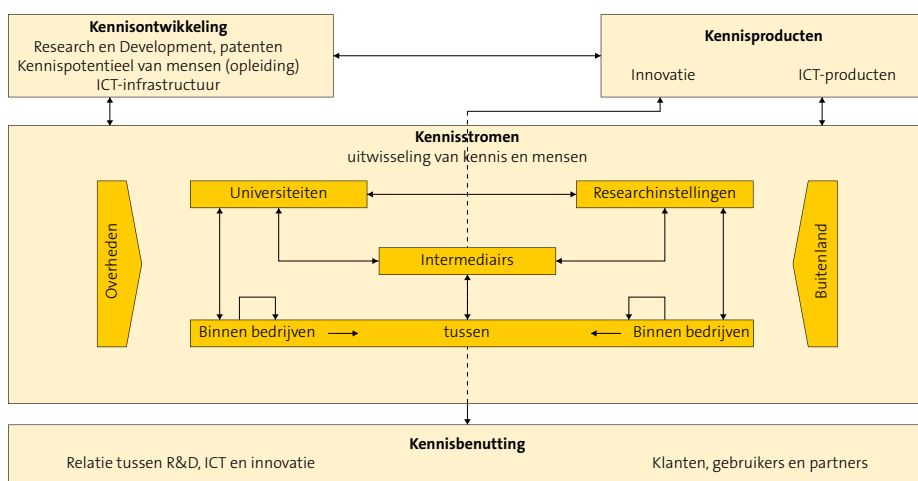 Kennisontwikkeling
Research en Development, patenten
Kennispotentieel van mensen (opleiding)
ICT-infrastructuur
Kennisproducten
Innovatie
ICT-producten
Kennisstromen
uitwisseling van kennis en mensen
Overheden
Universiteiten
Researchinstellingen
Intermediairs
Binnen bedrijven
tussen
Binnen bedrijven
Buitenland
Kennisbenutting
Relatie tussen R&D, ICT en innovatie
Klanten, gebruikers en partners